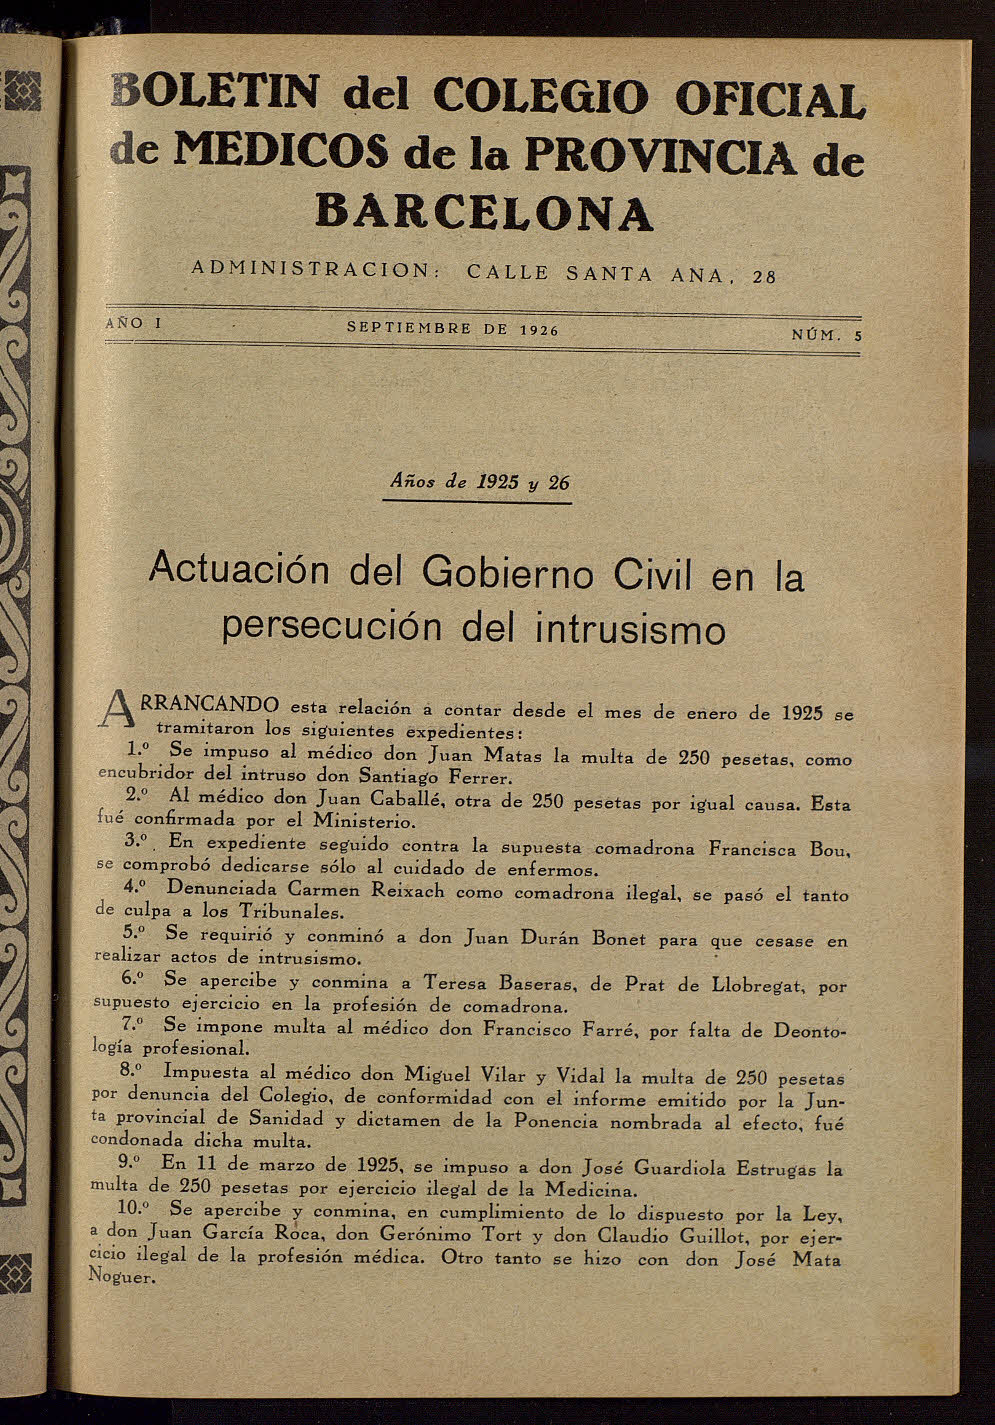 BOLETIN del COLEGIO OFICIAL
de MEDICOS de la PROVINCIA de
BARCELONA
ADMINISTRACION: CALLE SANTA ANA, 28
AÑO I SEPTIEMBRE DE 1926 NÚM. 5
Años de 1925 y 26
Actuación del Gobierno Civil en la
persecución del intrusismo
ARRANCANDO esta relación a contar desde el mes de enero de 1925 se
tramitaron los siguientes expedientes:
1.º Se impuso al médico don Juan Matas la multa de 250 pesetas, como
encubridor del intruso don Santiago Ferrer.
2.º Al médico don Juan Caballé, otra de 250 pesetas por igual causa. Esta
fué confirmada por el Ministerio.
3.º En expediente seguido contra la supuesta comadrona Francisca Bou,
se comprobó dedicarse sólo al cuidado de enfermos.
4.º Denunciada Carmen Reixach como comadrona ilegal, se pasó el tanto
de culpa a los Tribunales.
5.º Se requirió y conminó a don Juan Durán Bonet para que cesase en
realizar actos de intrusismo.
6.º Se apercibe y conmina a Teresa Baseras, de Prat de Llobregat, por
supuesto ejercicio en la profesión de comadrona.
7.º Se impone multa al médico don Francisco Farré, por falta de Deonto-
logía profesional.
8.º Impuesta al médico don Miguel Vilar y Vidal la multa de 250 pesetas
por denuncia del Colegio, de conformidad con el informe emitido por la Jun-
ta provincial de Sanidad y dictamen de la Ponencia nombrada al efecto, fué
condonada dicha multa.
9.º En 11 de marzo de 1925, se impuso a don José Guardiola Estrugas la
multa de 250 pesetas por ejercicio ilegal de la Medicina.
10.º Se apercibe y conmina, en cumplimiento de lo dispuesto por la Ley,
a don Juan García Roca, don Gerónimo Tort y don Claudio Guillot, por ejer-
cicio ilegal de la profesión médica. Otro tanto se hizo con don José Mata
Noguer.